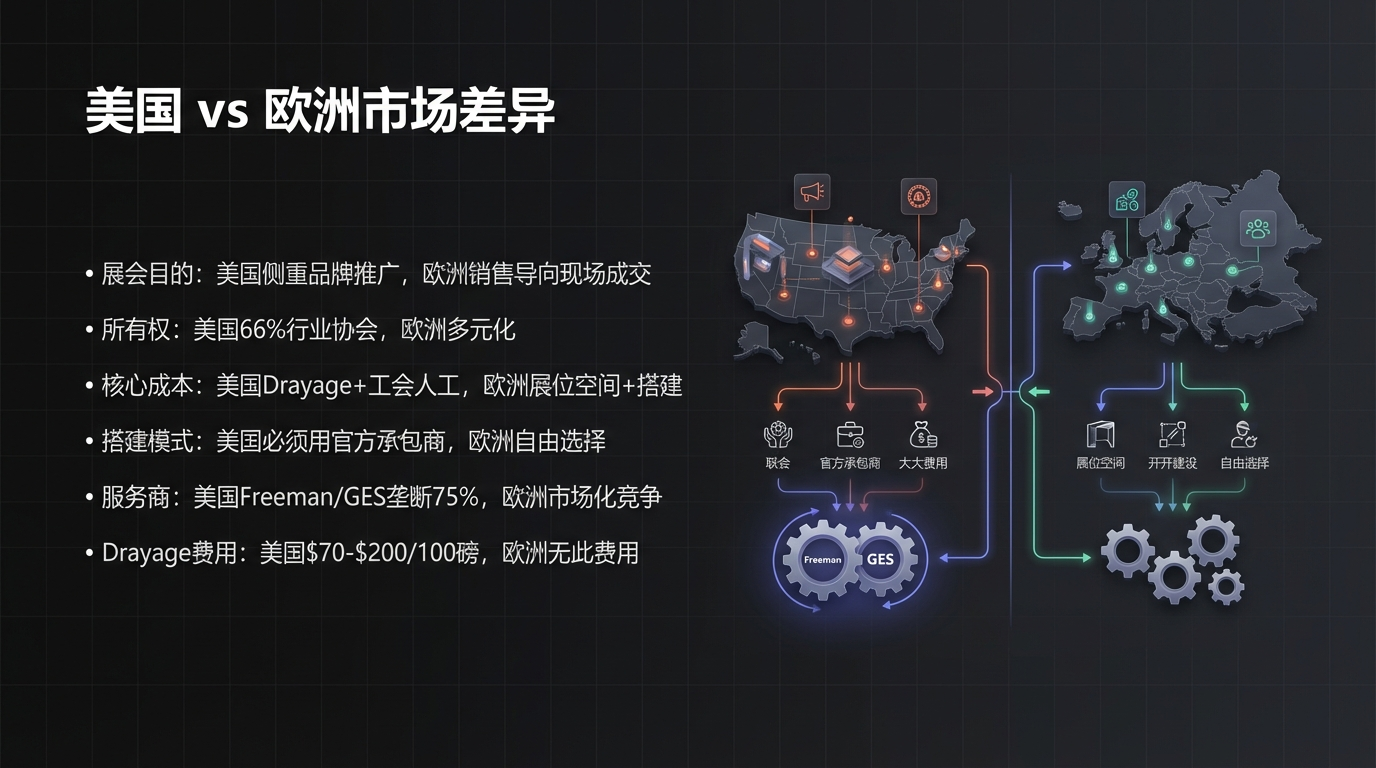 美国 vs 欧洲市场差异
• 展会目的：美国侧重品牌推广，欧洲销售导向现场成交
• 所有权：美国66%行业协会，欧洲多元化
• 核心成本：美国Drayage+工会人工，欧洲展位空间+搭建
• 搭建模式：美国必须用官方承包商，欧洲自由选择
• 服务商：美国Freeman/GES垄断75%，欧洲市场化竞争
• Drayage费用：美国$70-$200/100磅，欧洲无此费用
官方承包商
大大费用
展位空间
自由选择
Freeman
GES